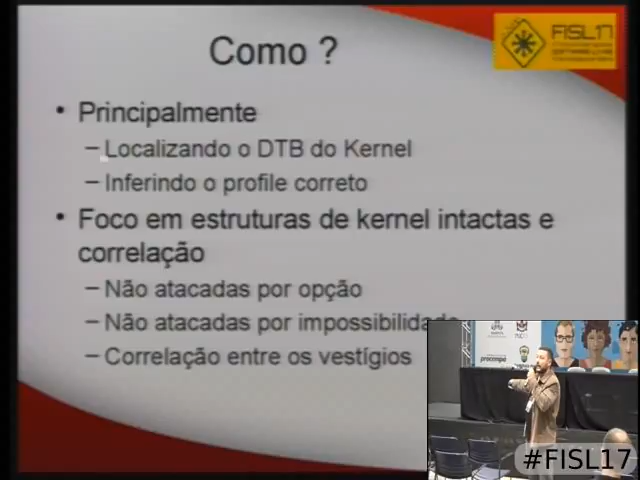 Como ?
FISL17
• Principalmente
– Localizando o DTB do Kernel
– Inferindo o profile correto
• Foco em estruturas de kernel intactas e
correlação
– Não atacadas por opção
– Não atacadas por impossibilidade
– Correlação entre os vestígios
procempa
#FISL17